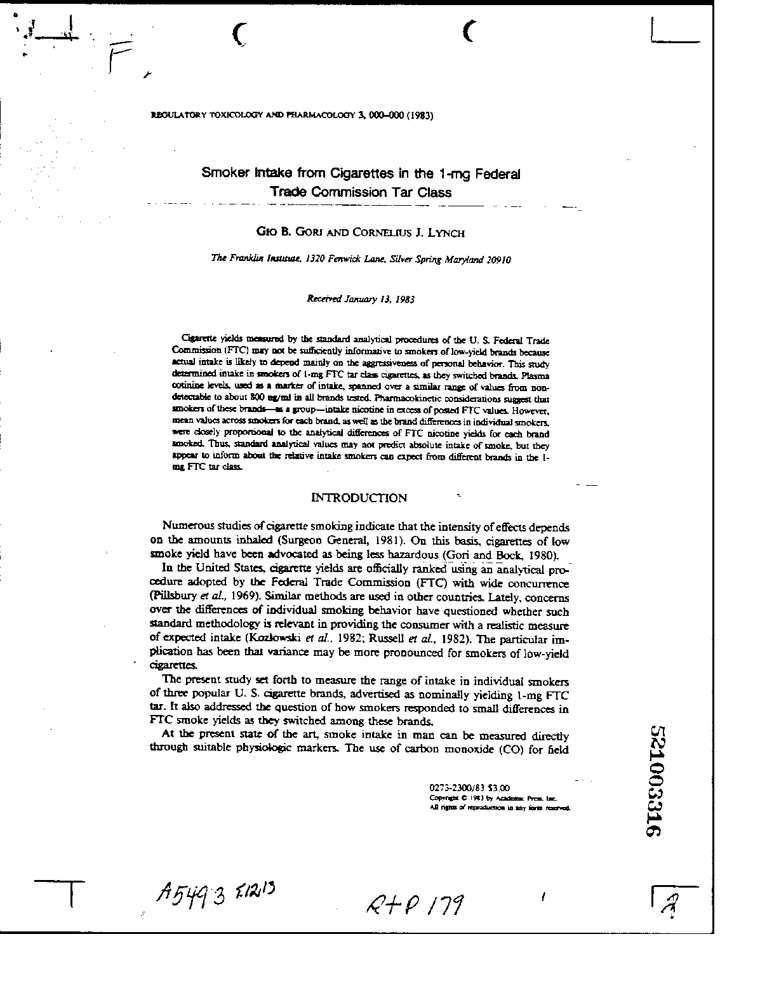 F
REGULATORY TOXICOLOGY AND PHARMACOLOGY 3, 000–000 (1983)
Smoker Intake from Cigarettes in the 1-mg Federal
Trade Commission Tar Class
GIO B. GORI AND CORNELIUS J. LYNCH
The Franklin Institute, 1320 Fenwick Lane, Silver Spring Maryland 20910
Received January 13, 1983
Cigarette yields measured by the standard analytical procedures of the U. S. Federal Trade
Commission (FTC) may not be sufficiently informative to smokers of low-yield brands because
actual intake is likely to depend mainly on the aggressiveness of personal behavior. This study
determined intake in smokers of 1-mg FTC tar class cigarettes, as they switched brands. Plasma
cotinine levels, used as a marker of intake, spanned over a similar range of values from non-
detectable to about 800 ng/ml in all brands tested. Pharmacokinetic considerations suggest that
smokers of these brands—as a group—intake nicotine in excess of posted FTC values. However,
mean values across smokers for each brand, as well as the brand differences in individual smokers,
were closely proportional to the analytical differences of FTC nicotine yields for each brand
smoked. Thus, standard analytical values may not predict absolute intake of smoke, but they
appear to inform about the relative intake smokers can expect from different brands in the 1-
mg FTC tar class.
INTRODUCTION
Numerous studies of cigarette smoking indicate that the intensity of effects depends
on the amounts inhaled (Surgeon General, 1981). On this basis, cigarettes of low
smoke yield have been advocated as being less hazardous (Gori and Bock, 1980).
In the United States, cigarette yields are officially ranked using an analytical pro-
cedure adopted by the Federal Trade Commission (FTC) with wide concurrence
(Pillsbury et al., 1969). Similar methods are used in other countries. Lately, concerns
over the differences of individual smoking behavior have questioned whether such
standard methodology is relevant in providing the consumer with a realistic measure
of expected intake (Kozlowski et al., 1982; Russell et al., 1982). The particular im-
plication has been that variance may be more pronounced for smokers of low-yield
cigarettes.
The present study set forth to measure the range of intake in individual smokers
of three popular U. S. cigarette brands, advertised as nominally yielding 1-mg FTC
tar. It also addressed the question of how smokers responded to small differences in
FTC smoke yields as they switched among these brands.
At the present state of the art, smoke intake in man can be measured directly
through suitable physiologic markers. The use of carbon monoxide (CO) for field
0273-2300/83 $3.00
Copyright © 1983 by Academic Press, Inc.
All rights of reproduction in any form reserved.
521003316
A5493 
R+P 179